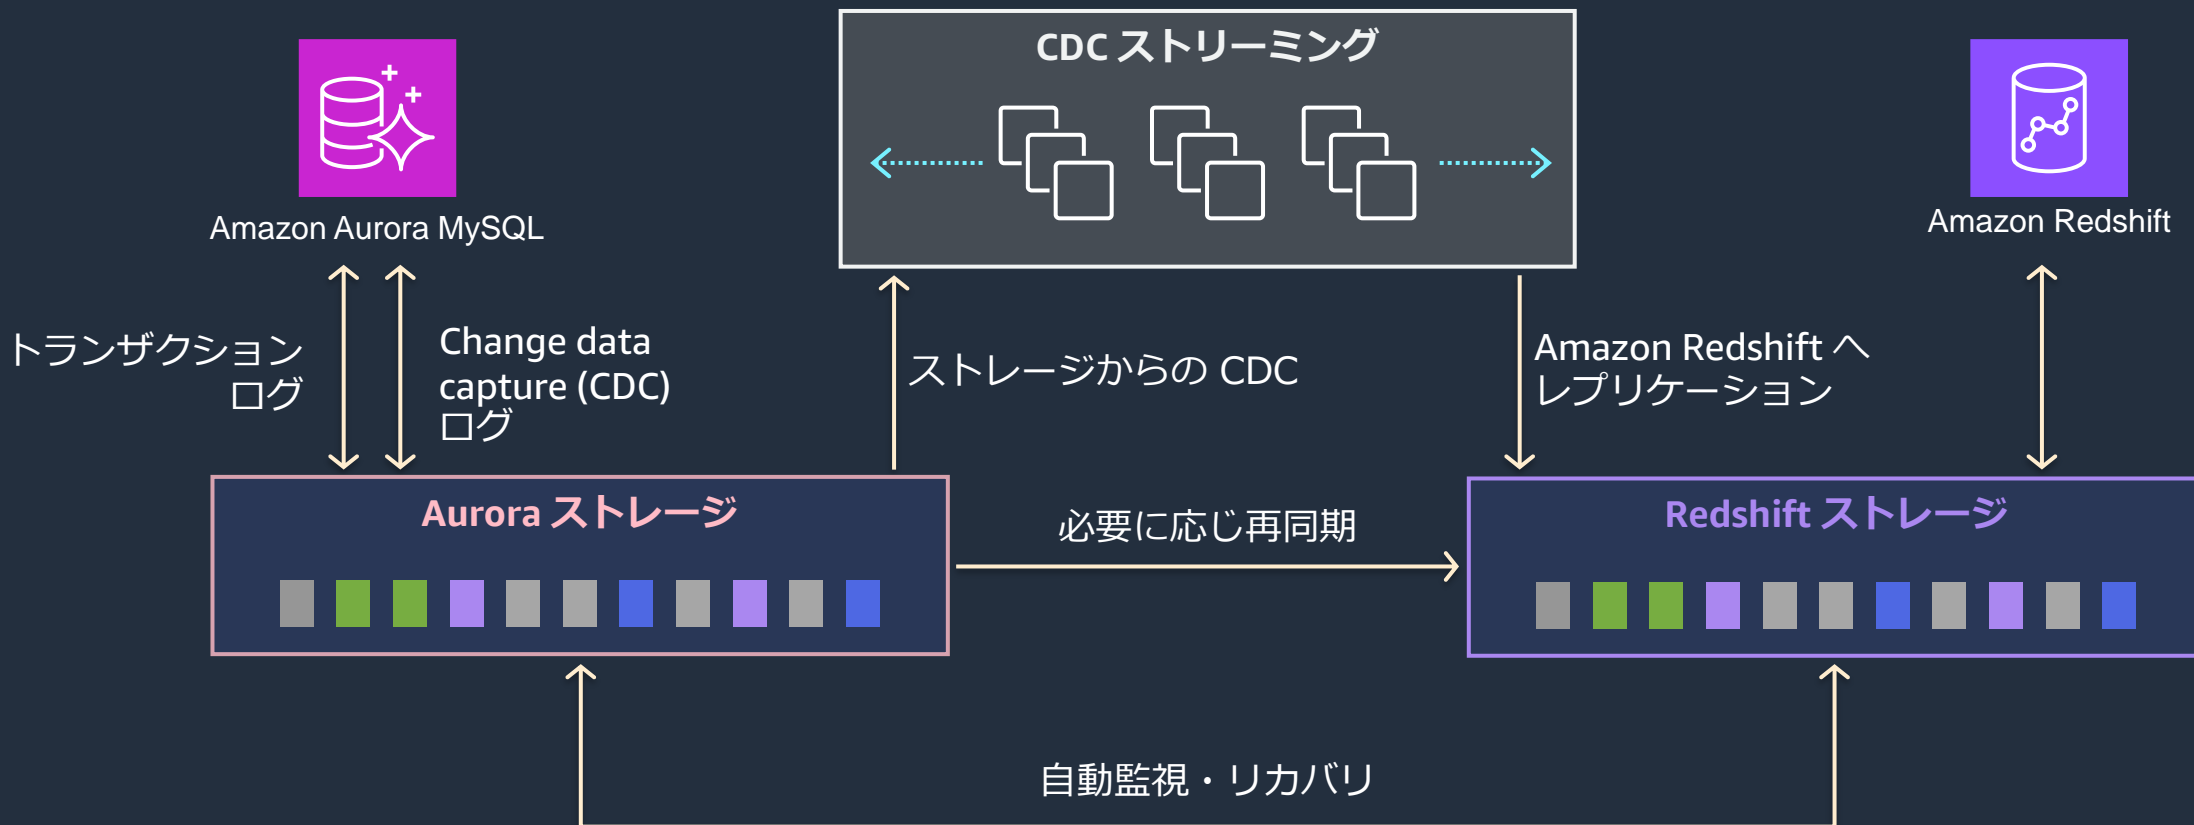 CDC ストリーミング
Amazon Aurora MySQL
Amazon Redshift
トランザクション
ログ
Change data
capture (CDC)
ログ
ストレージからの CDC
Amazon Redshift へ
レプリケーション
Aurora ストレージ
必要に応じ再同期
Redshift ストレージ
自動監視・リカバリ